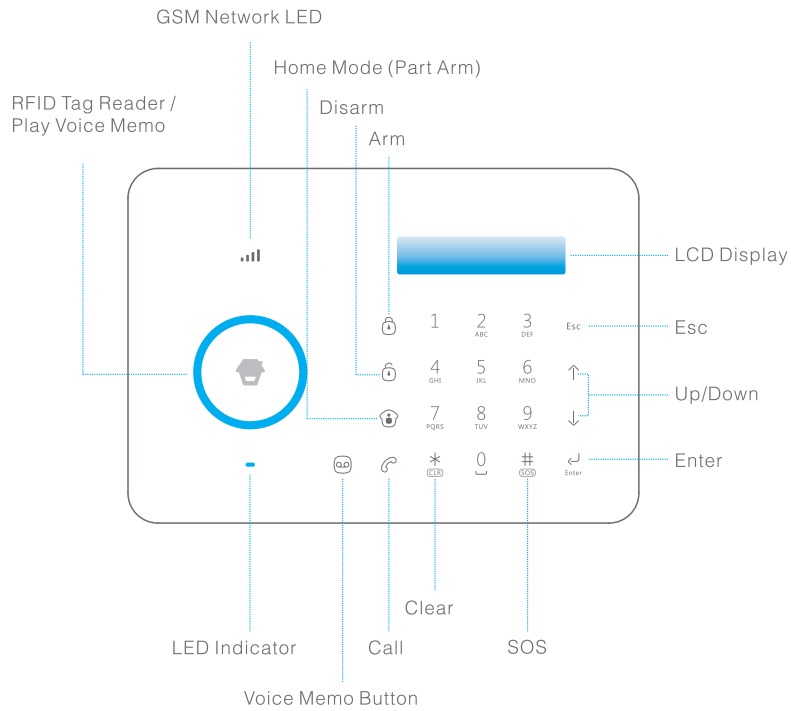 GSM Network LED
Home Mode (Part Arm)
RFID Tag Reader /
Play Voice Memo
Disarm
Arm
LCD Display
1
2
ABC
3
DEF
Esc
Esc
4
GHI
5
JKL
6
MNO
Up/Down
7
PQRS
8
TUV
9
WXYZ
*
CLR
0
#
SOS
Enter
Enter
Clear
LED Indicator
Call
SOS
Voice Memo Button